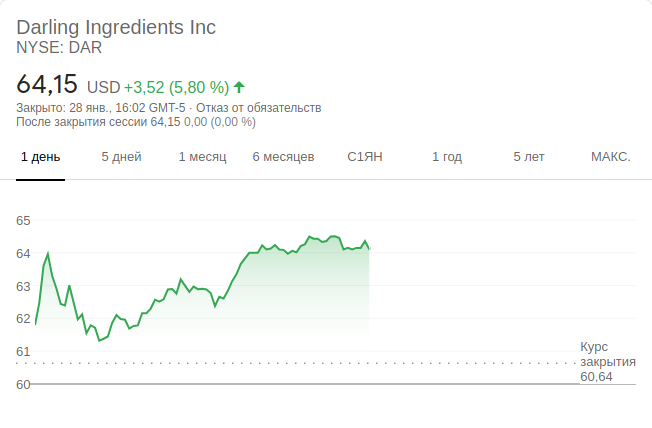 Darling Ingredients Inc
NYSE: DAR
64,15 USD +3,52 (5,80 %)
Закрыто: 28 янв., 16:02 GMT-5 · Отказ от обязательств
После закрытия сессии 64,15 0,00 (0,00 %)
1 день 5 дней 1 месяц 6 месяцев С1ЯН 1 год 5 лет МАКС.
65
64
63
62
61
Курс
закрытия
60,64
60